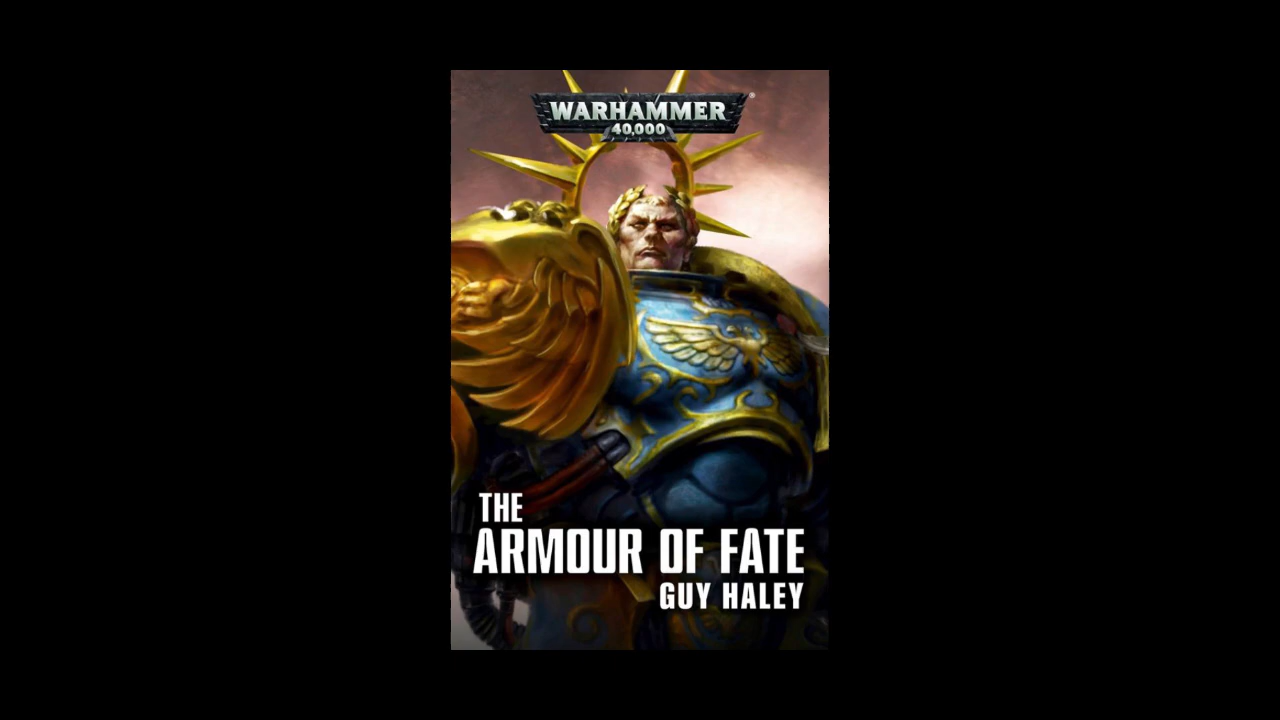 WARHAMMER®
40,000
THE
ARMOUR OF FATE
GUY HALEY